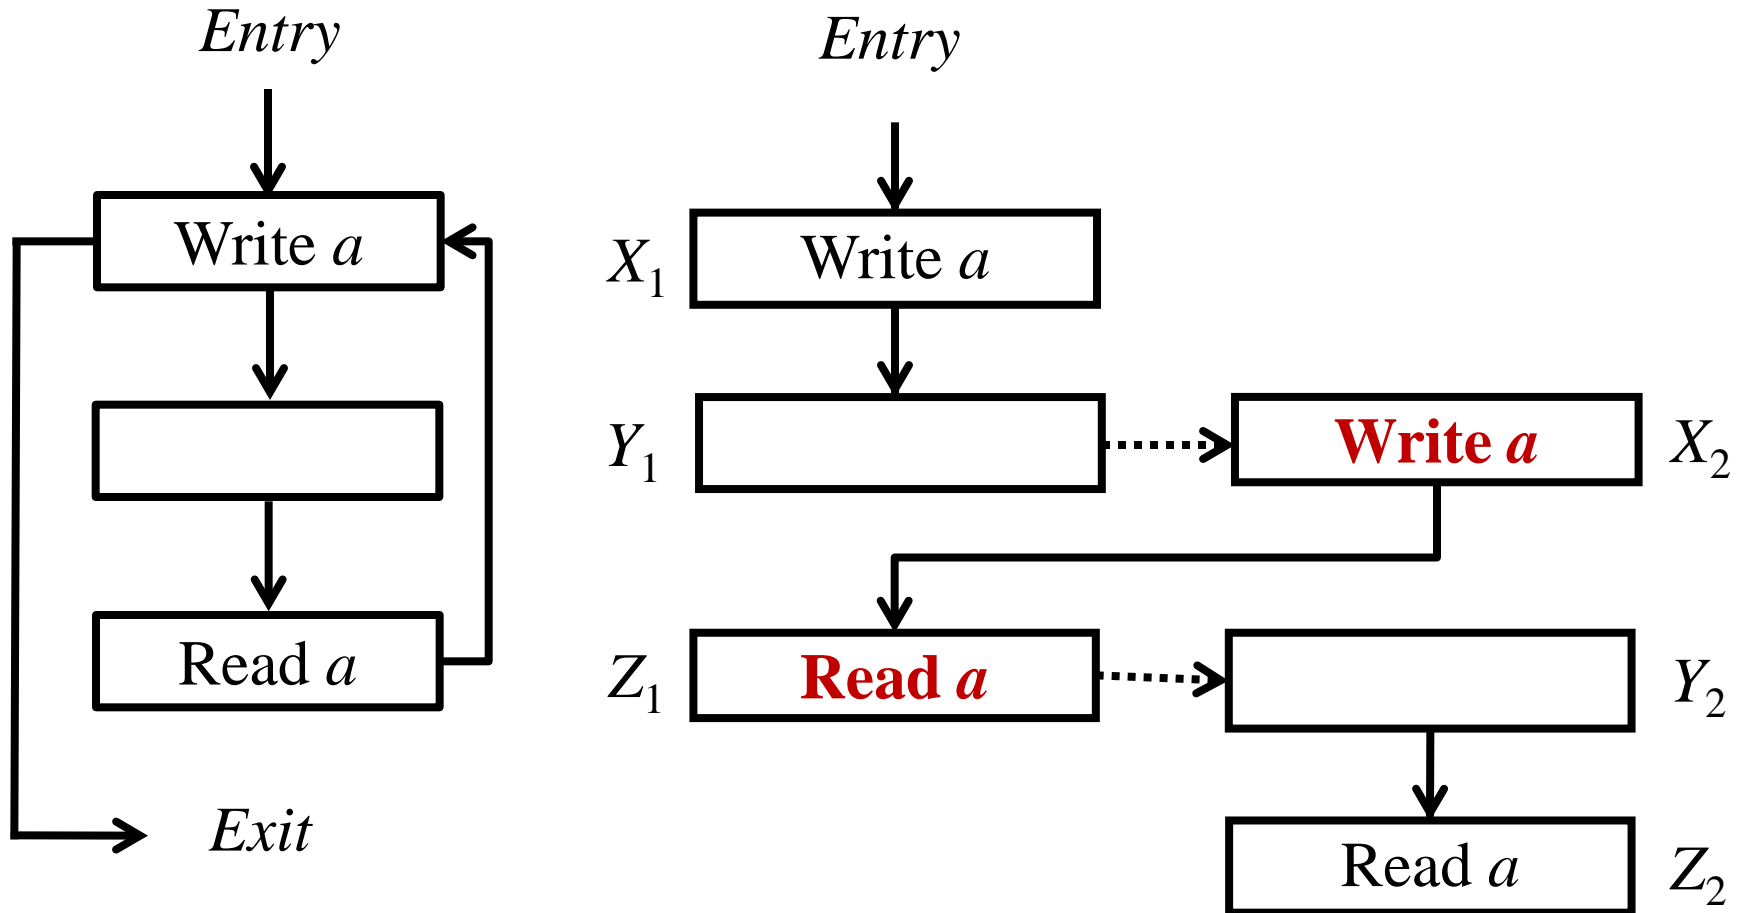 Entry
Write a
Read a
Exit
Entry
X1
Write a
Y1
Write a
X2
Z1
Read a
Y2
Read a
Z2